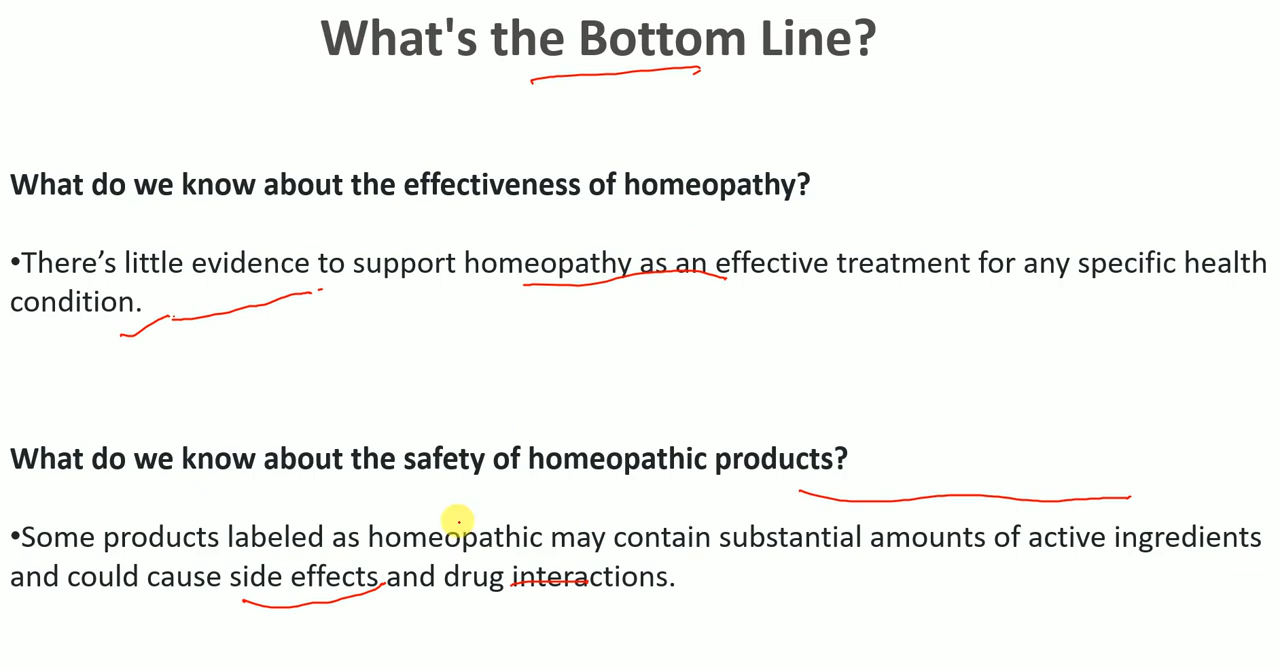 What's the Bottom Line?
What do we know about the effectiveness of homeopathy?
•There’s little evidence to support homeopathy as an effective treatment for any specific health
condition.
What do we know about the safety of homeopathic products?
•Some products labeled as homeopathic may contain substantial amounts of active ingredients
and could cause side effects and drug interactions.